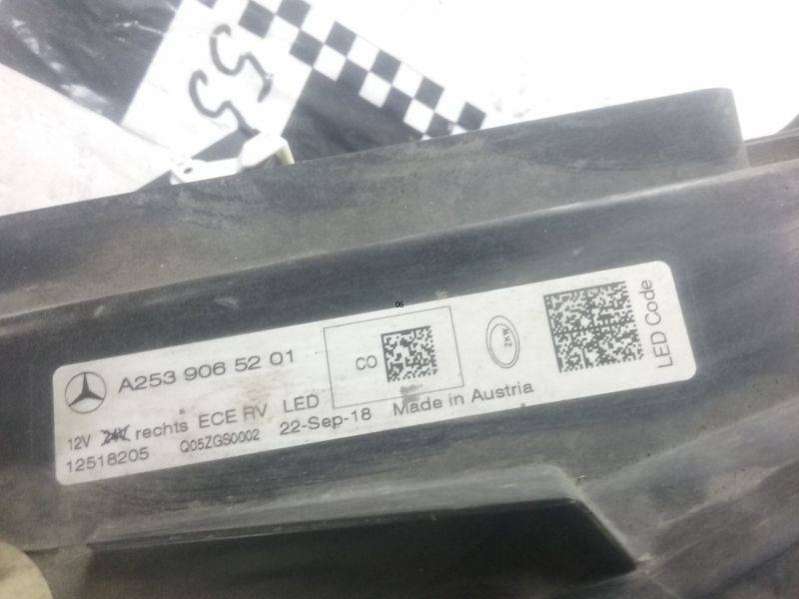 55
06
A253 906 52 01
CO
LED Code
12V 24V rechts ECE RV LED
12518205 Q05ZGS0002 22-Sep-18 Made in Austria